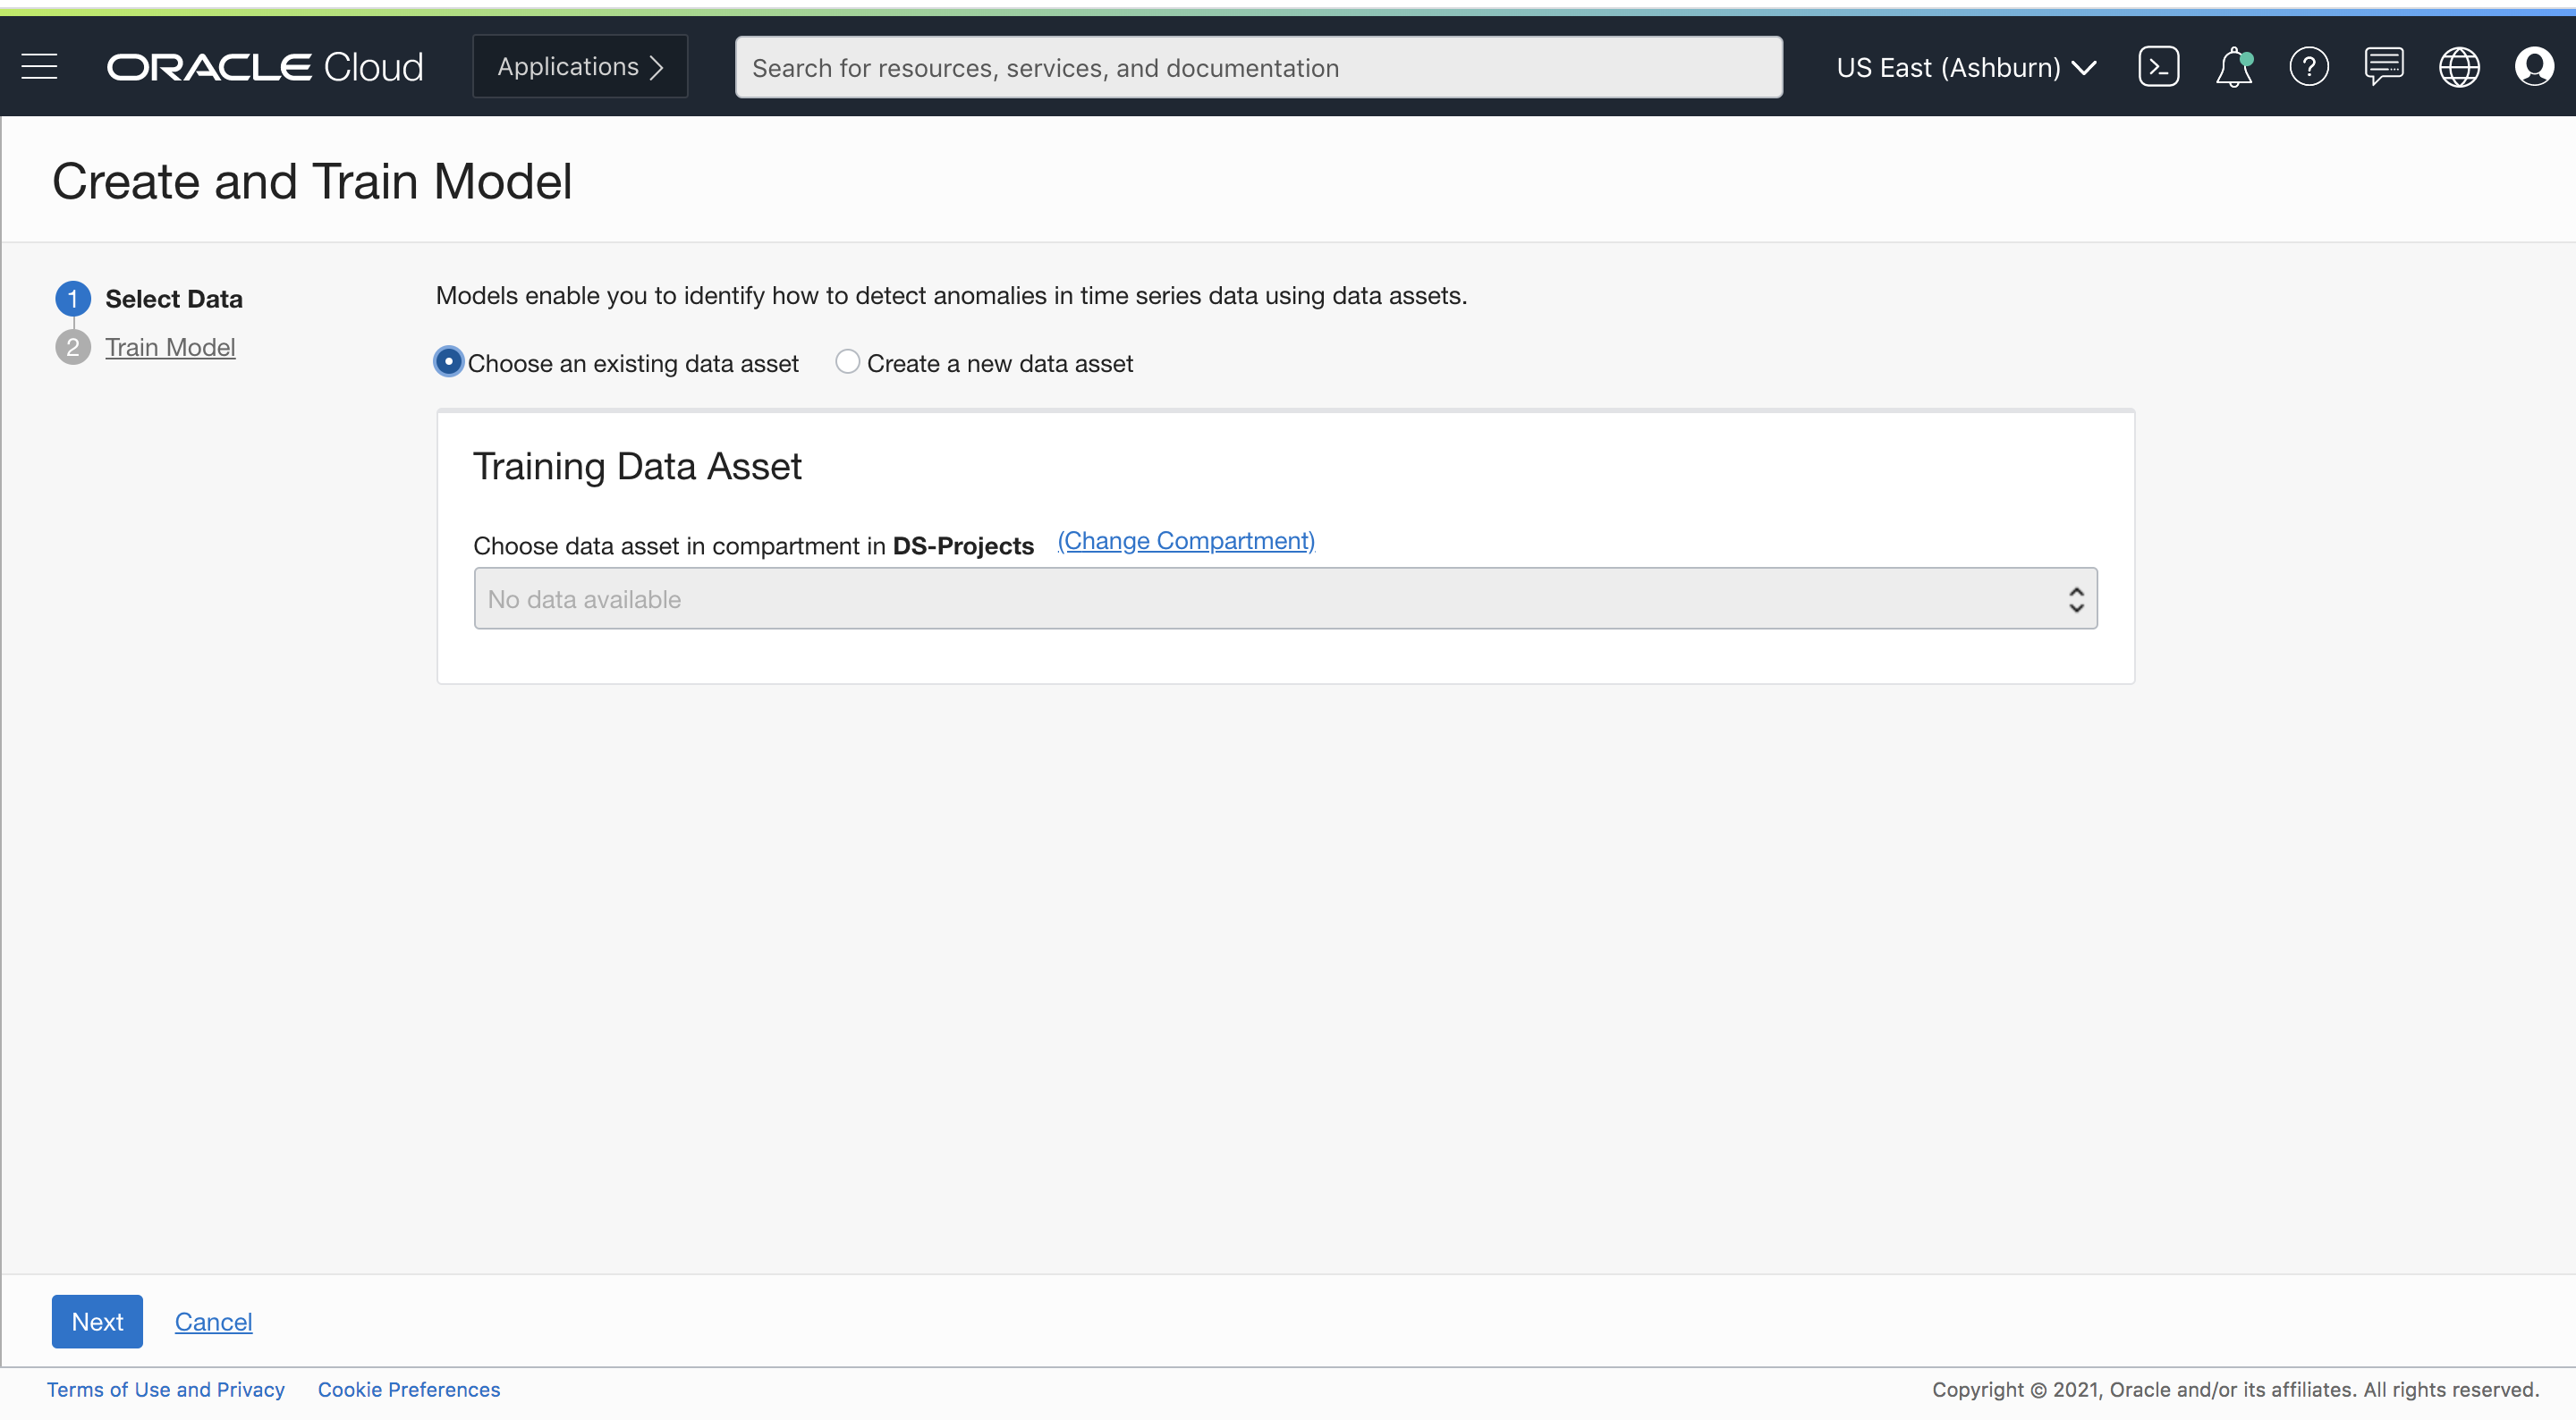 ORACLE Cloud
Applications
Search for resources, services, and documentation
US East (Ashburn)
Create and Train Model
1 Select Data
2 Train Model
Models enable you to identify how to detect anomalies in time series data using data assets.
Choose an existing data asset
Create a new data asset
Training Data Asset
Choose data asset in compartment in DS-Projects (Change Compartment)
No data available
Next Cancel
Terms of Use and Privacy Cookie Preferences
Copyright © 2021, Oracle and/or its affiliates. All rights reserved.